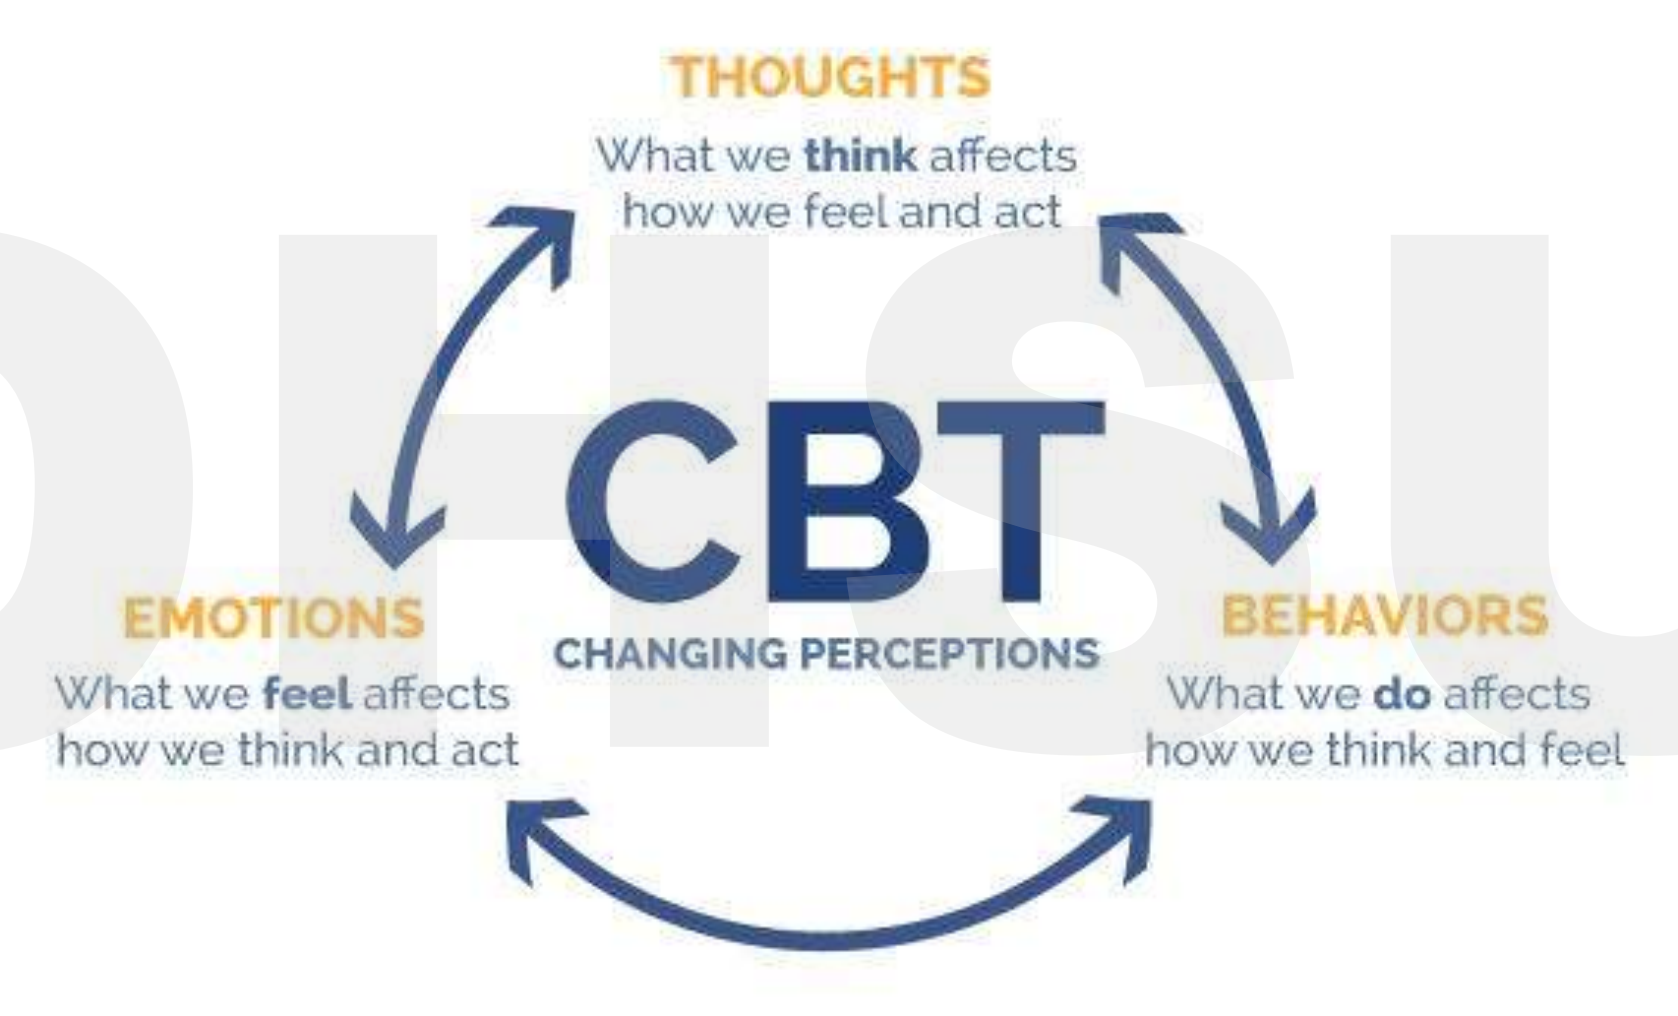 THOUGHTS
What we think affects
how we feel and act
CBT
CHANGING PERCEPTIONS
EMOTIONS
What we feel affects
how we think and act
BEHAVIORS
What we do affects
how we think and feel